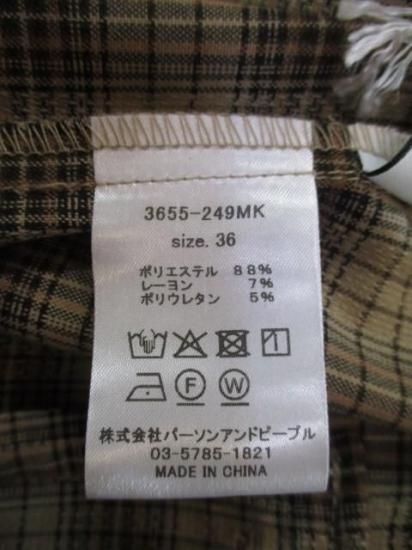 3655-249MK
size. 36
ポリエステル 88%
レーヨン 7%
ポリウレタン 5%
F W
株式会社パーソンアンドピープル
03-5785-1821
MADE IN CHINA